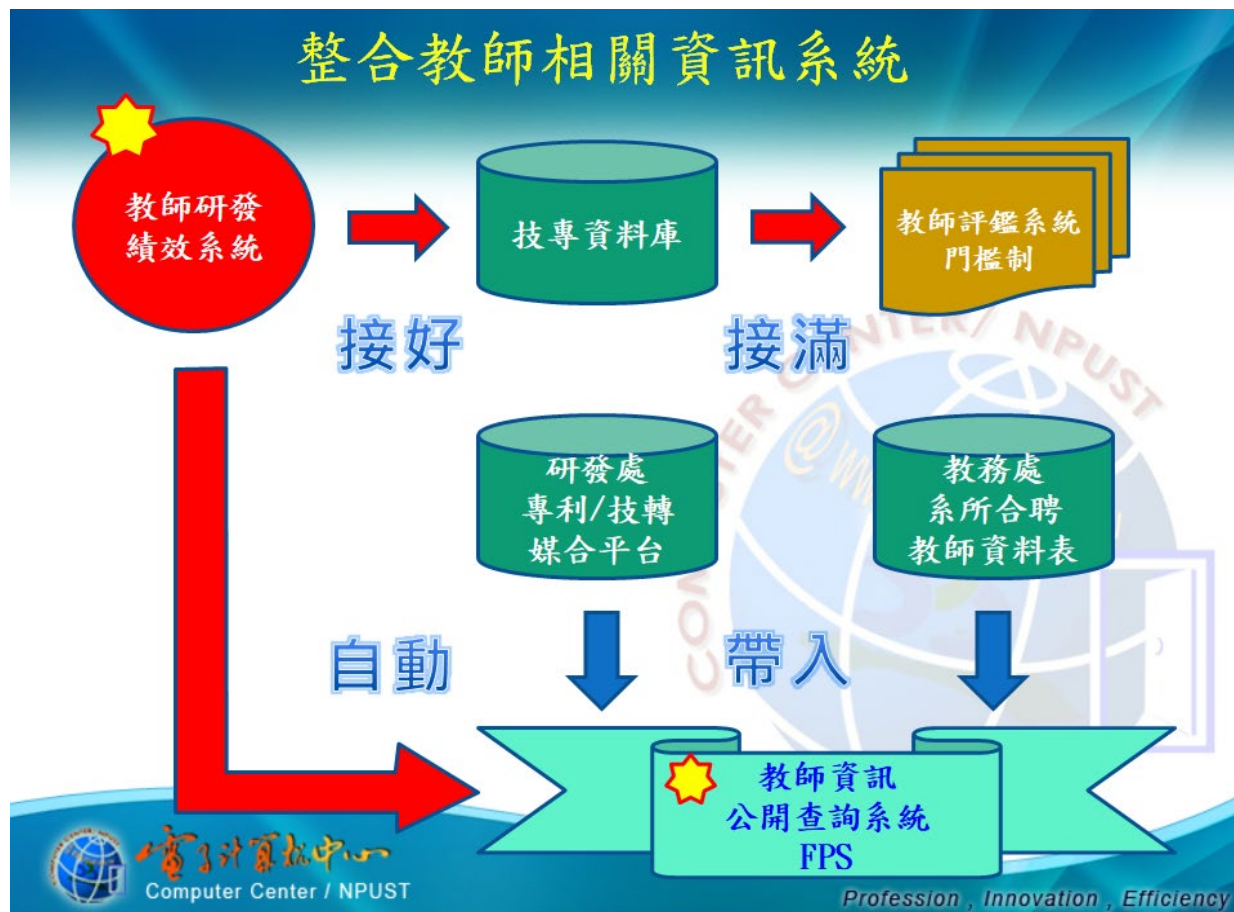 整合教師相關資訊系統
教師研發
績效系統
技專資料庫
教師評鑑系統
門檻制
接好
接滿
研發處
專利/技轉
媒合平台
教務處
系所合聘
教師資料表
自動
帶入
教師資訊
公開查詢系統
FPS
電子計算機中心
Computer Center / NPUST
Profession , Innovation , Efficiency
COMPUTER CENTER/ NPUST